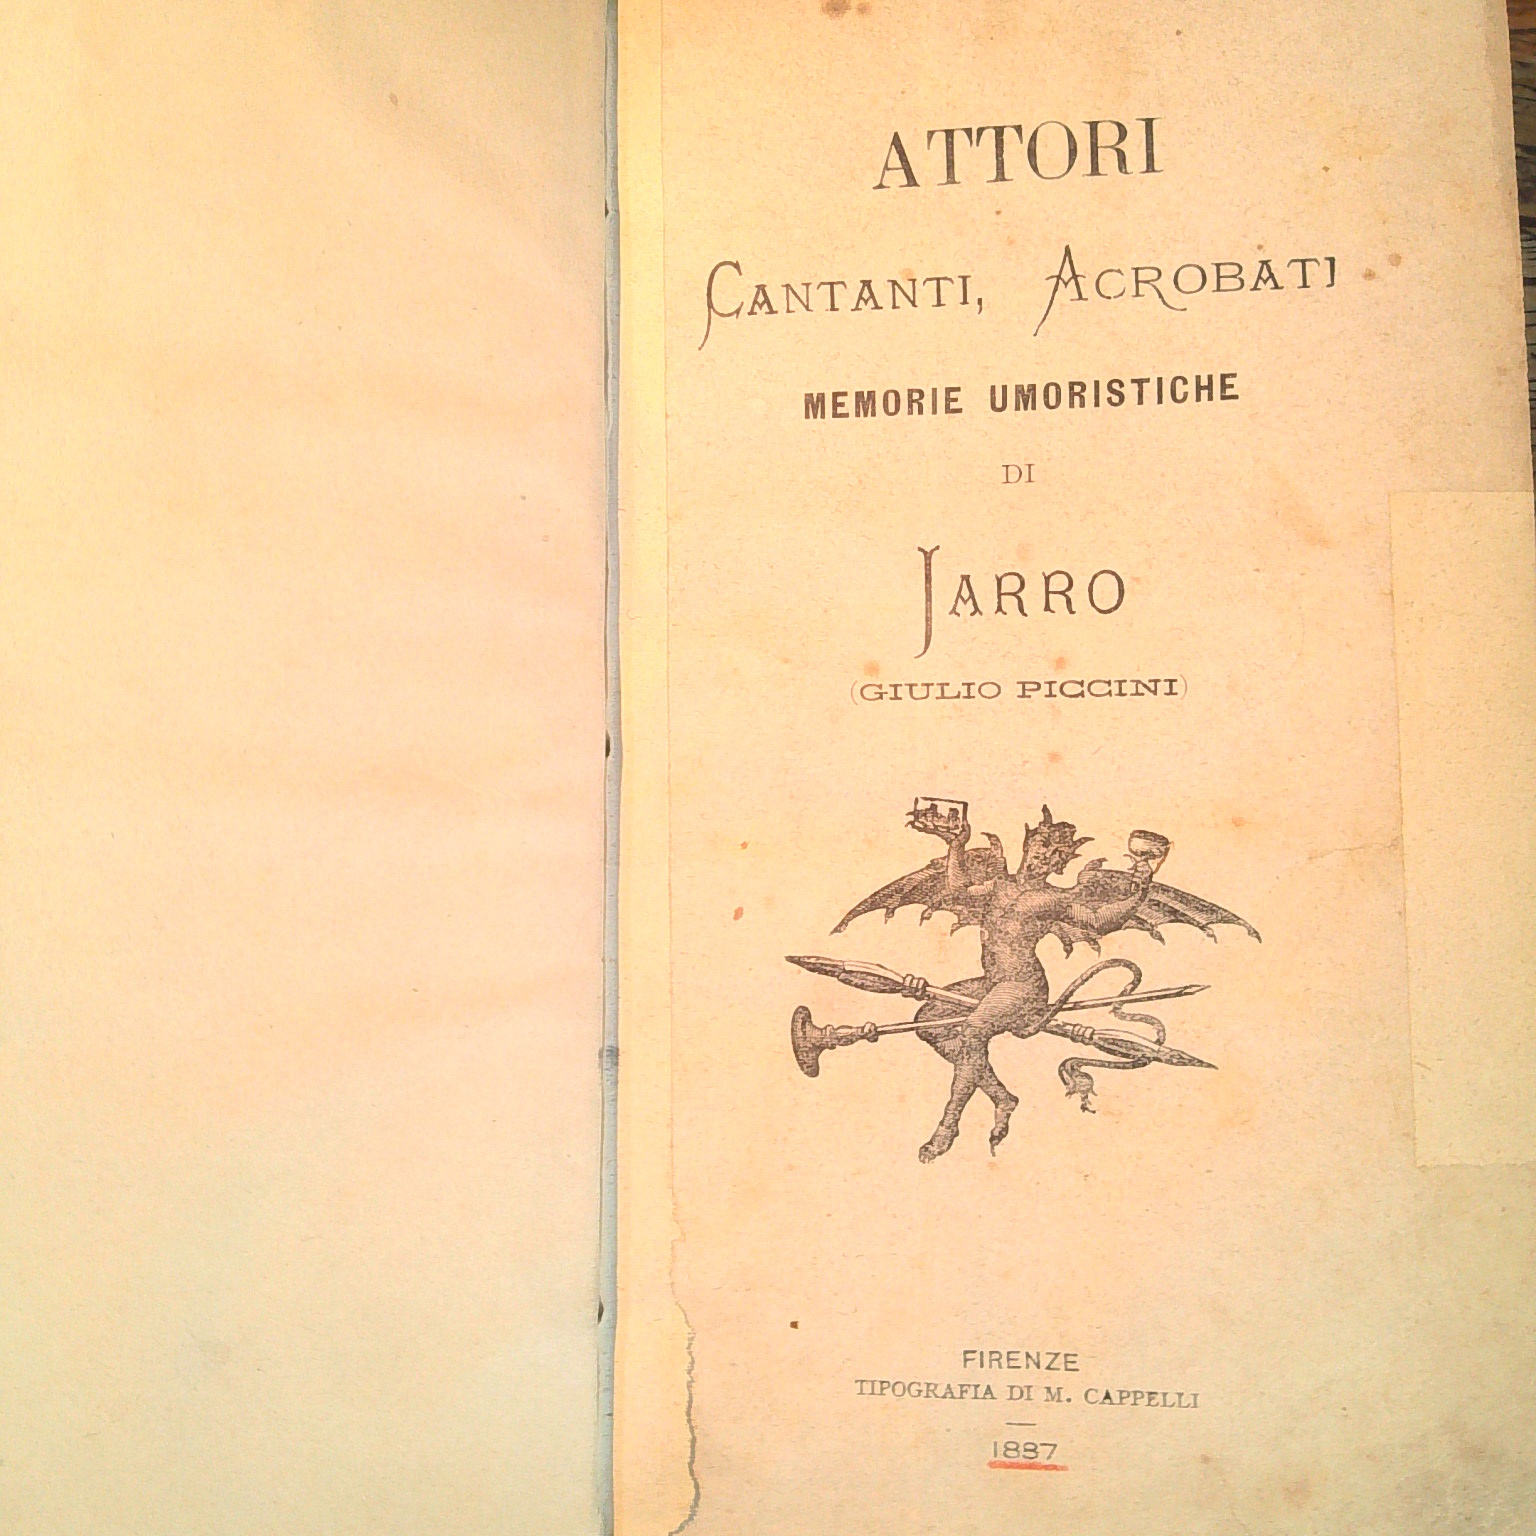 ATTORI
CANTANTI, ACROBATI
MEMORIE UMORISTICHE
DI
JARRO
(GIULIO PICCINI)
FIRENZE
TIPOGRAFIA DI M. CAPPELLI
1887